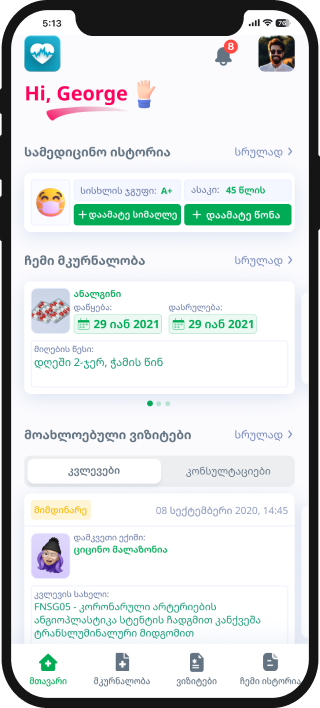 5:13
76
8
Hi, George
სამედიცინო ისტორია
სრულად
სისხლის ჯგუფი: A+
ასაკი: 45 წლის
+დაამატე სიმაღლე
+ დაამატე წონა
ჩემი მკურნალობა
სრულად
ანალგინი
დაწყება:
დასრულება:
29 იან 2021
29 იან 2021
მიღების წესი:
დღეში 2-ჯერ, ჭამის წინ
მოახლოებული ვიზიტები
სრულად
კვლევები
კონსულტაციები
მიმდინარე
08 სექტემბერი 2020, 14:45
დამკვეთი ექიმი:
ციცინო მალაზონია
კვლევის სახელი:
FNSG05 - კორონარული არტერიების
ანგიოპლასტიკა სტენტის ჩადგმით კანქვეშა
ტრანსლუმინალური მიდგომით
მთავარი
მკურნალობა
ვიზიტები
ჩემი ისტორია